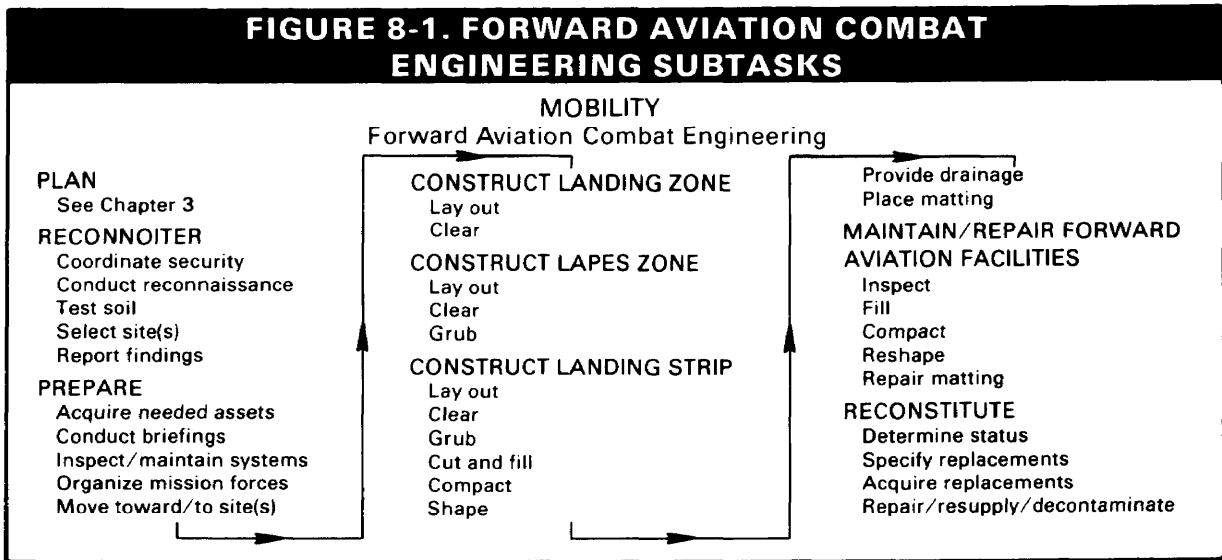 FIGURE 8-1. FORWARD AVIATION COMBAT
ENGINEERING SUBTASKS
MOBILITY
Forward Aviation Combat Engineering
PLAN
See Chapter 3
RECONNOITER
Coordinate security
Conduct reconnaissance
Test soil
Select site(s)
Report findings
PREPARE
Acquire needed assets
Conduct briefings
Inspect/maintain systems
Organize mission forces
Move toward/to site(s)
CONSTRUCT LANDING ZONE
Lay out
Clear
CONSTRUCT LAPES ZONE
Lay out
Clear
Grub
CONSTRUCT LANDING STRIP
Lay out
Clear
Grub
Cut and fill
Compact
Shape
Provide drainage
Place matting
MAINTAIN/REPAIR FORWARD
AVIATION FACILITIES
Inspect
Fill
Compact
Reshape
Repair matting
RECONSTITUTE
Determine status
Specify replacements
Acquire replacements
Repair/resupply/decontaminate